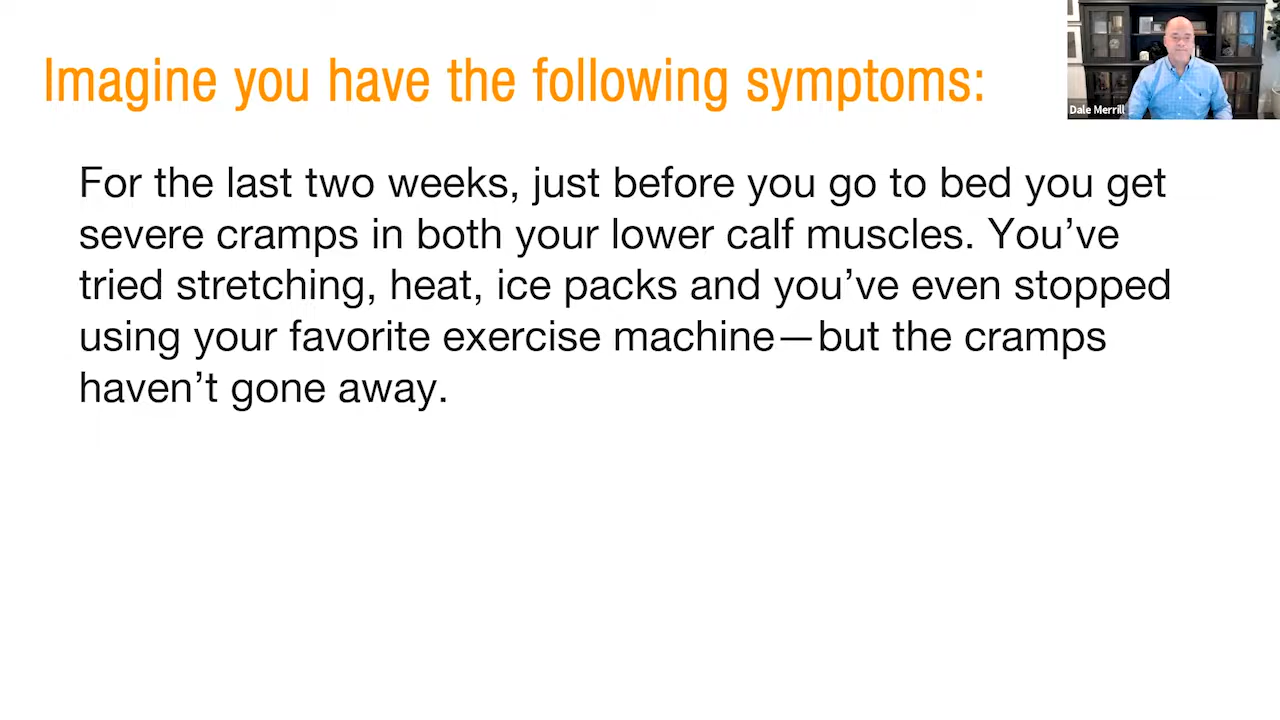 Imagine you have the following symptoms:
Dale Merrill
For the last two weeks, just before you go to bed you get
severe cramps in both your lower calf muscles. You’ve
tried stretching, heat, ice packs and you’ve even stopped
using your favorite exercise machine—but the cramps
haven’t gone away.